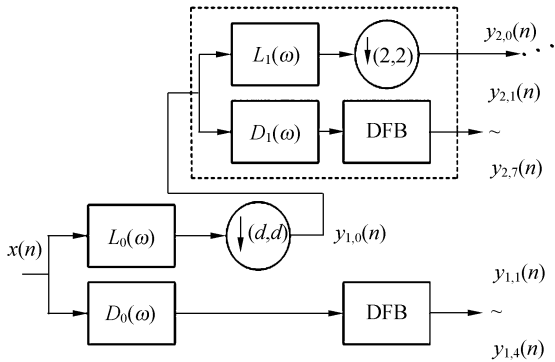 L₁(ω)
(2,2)
y₂,₀(n)
...
D₁(ω)
DFB
y₂,₁(n)
~
y₂,₇(n)
x(n)
L₀(ω)
(d,d)
y₁,₀(n)
D₀(ω)
DFB
y₁,₁(n)
~
y₁,₄(n)